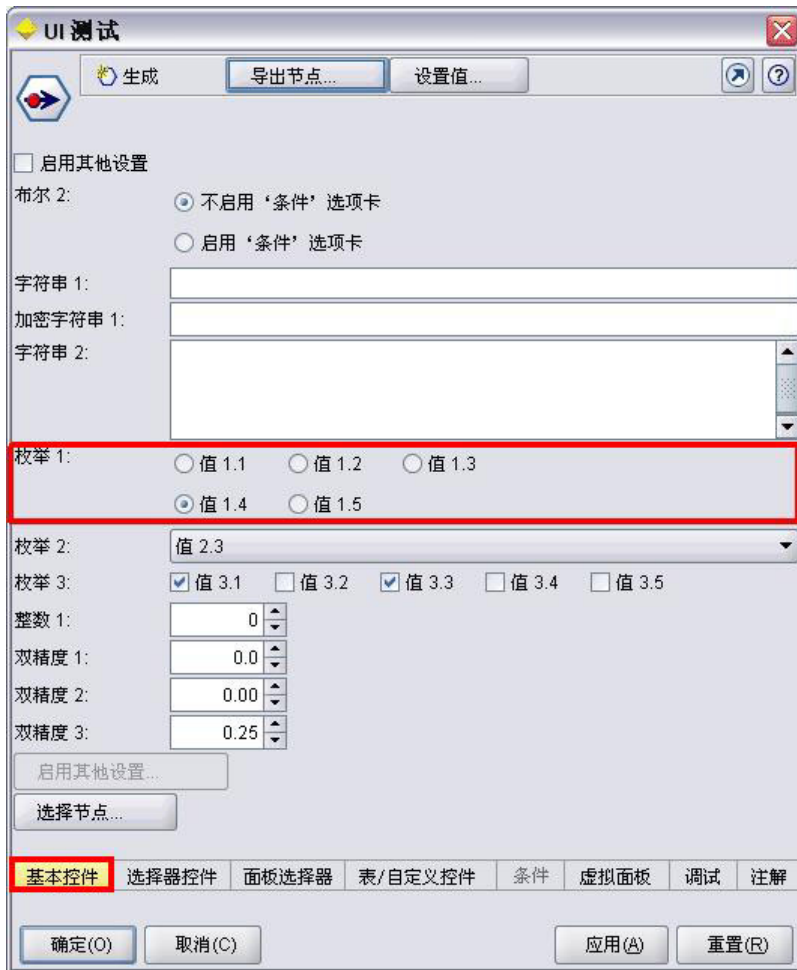 UI 测试
生成 导出节点... 设置值...
启用其他设置
布尔 2: 不启用‘条件’选项卡
启用‘条件’选项卡
字符串 1:
加密字符串 1:
字符串 2:
枚举 1: 值 1.1 值 1.2 值 1.3
值 1.4 值 1.5
枚举 2: 值 2.3
枚举 3: 值 3.1 值 3.2 值 3.3 值 3.4 值 3.5
整数 1: 0
双精度 1: 0.0
双精度 2: 0.00
双精度 3: 0.25
启用其他设置...
选择节点...
基本控件 选择器控件 面板选择器 表/自定义控件 条件 虚拟面板 调试 注解
确定(O) 取消(C) 应用(A) 重置(R)